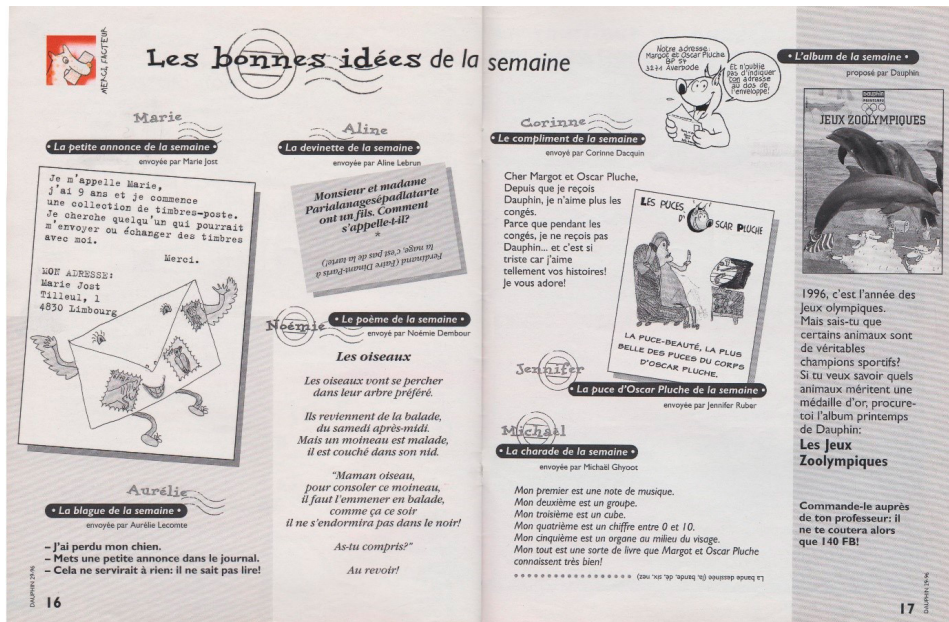 MERCI, FACTEUR
Les bonnes idées de la semaine
Marie
• La petite annonce de la semaine •
envoyée par Marie Jost
Je m'appelle Marie,
j'ai 9 ans et je commence
une collection de timbres-poste.
Je cherche quelqu'un qui pourrait
m'envoyer ou échanger des timbres
avec moi.
Merci.
MON ADRESSE:
Marie Jost
Tilleul, 1
4830 Limbourg
Aurélie
• La blague de la semaine •
envoyée par Aurélie Lecomte
– J'ai perdu mon chien.
– Mets une petite annonce dans le journal.
– Cela ne servirait à rien: il ne sait pas lire!
DAUPHIN 29-96
16
Aline
• La devinette de la semaine •
envoyée par Aline Lebrun
Monsieur et madame
Parialanagesépadlatarte
ont un fils. Comment
s'appelle-t-il?
*
Ferdinand (Faire Dinant-Paris à
la nage, c'est pas de la tarte!)
Noémie
• Le poème de la semaine •
envoyé par Noémie Dembour
Les oiseaux
Les oiseaux vont se percher
dans leur arbre préféré.
Ils reviennent de la balade,
du samedi après-midi.
Mais un moineau est malade,
il est couché dans son nid.
"Maman oiseau,
pour consoler ce moineau,
il faut l'emmener en balade,
comme ça ce soir
il ne s'endormira pas dans le noir!
As-tu compris?"
Au revoir!
Notre adresse:
Margot et Oscar Pluche
BP 54
3271 Averbode
Et n'oublie
pas d'indiquer
ton adresse
au dos de
l'enveloppe!
Corinne
• Le compliment de la semaine •
envoyé par Corinne Dacquin
Cher Margot et Oscar Pluche,
Depuis que je reçois
Dauphin, je n'aime plus les
congés.
Parce que pendant les
congés, je ne reçois pas
Dauphin... et c'est si
triste car j'aime
tellement vos histoires!
Je vous adore!
LES PUCES
D'OSCAR PLUCHE
LA PUCE-BEAUTÉ, LA PLUS
BELLE DES PUCES DU CORPS
D'OSCAR PLUCHE.
Jennifer
• La puce d'Oscar Pluche de la semaine •
envoyée par Jennifer Ruber
Michaël
• La charade de la semaine •
envoyée par Michaël Ghyoot
Mon premier est une note de musique.
Mon deuxième est un groupe.
Mon troisième est un cube.
Mon quatrième est un chiffre entre 0 et 10.
Mon cinquième est un organe au milieu du visage.
Mon tout est une sorte de livre que Margot et Oscar Pluche
connaissent très bien!
La bande dessinée (la, bande, dé, six, nez)
• L'album de la semaine •
proposé par Dauphin
DAUPHIN
JEUX ZOOLYMPIQUES
1996, c'est l'année des
Jeux olympiques.
Mais sais-tu que
certains animaux sont
de véritables
champions sportifs?
Si tu veux savoir quels
animaux méritent une
médaille d'or, procure-
toi l'album printemps
de Dauphin:
Les Jeux
Zoolympiques
Commande-le auprès
de ton professeur: il
ne te coutera alors
que 140 FB!
17
DAUPHIN 29-96